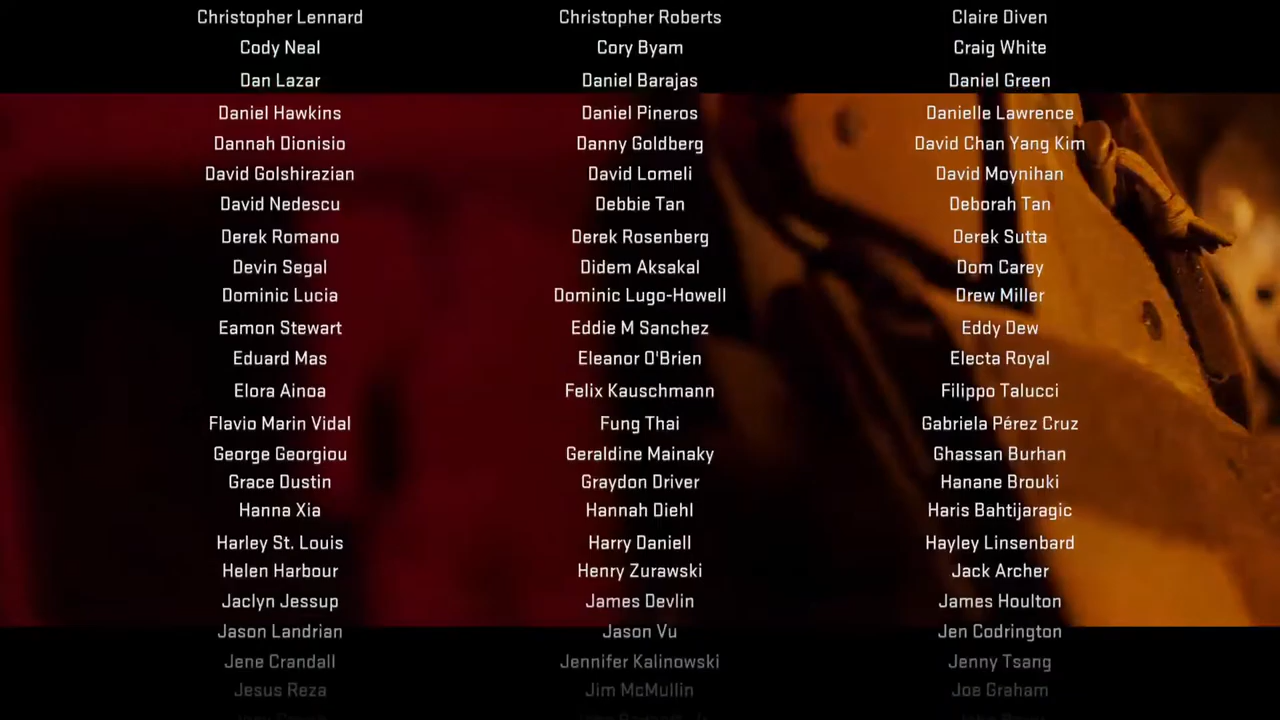 Christopher Lennard Christopher Roberts Claire Diven
Cody Neal Cory Byam Craig White
Dan Lazar Daniel Barajas Daniel Green
Daniel Hawkins Daniel Pineros Danielle Lawrence
Dannah Dionisio Danny Goldberg David Chan Yang Kim
David Golshirazian David Lomeli David Moynihan
David Nedescu Debbie Tan Deborah Tan
Derek Romano Derek Rosenberg Derek Sutta
Devin Segal Didem Aksakal Dom Carey
Dominic Lucia Dominic Lugo-Howell Drew Miller
Eamon Stewart Eddie M Sanchez Eddy Dew
Eduard Mas Eleanor O'Brien Electa Royal
Elora Ainoa Felix Kauschmann Filippo Talucci
Flavio Marin Vidal Fung Thai Gabriela Pérez Cruz
George Georgiou Geraldine Mainaky Ghassan Burhan
Grace Dustin Graydon Driver Hanane Brouki
Hanna Xia Hannah Diehl Haris Bahtijaragic
Harley St. Louis Harry Daniell Hayley Linsenbard
Helen Harbour Henry Zurawski Jack Archer
Jaclyn Jessup James Devlin James Houlton
Jason Landrian Jason Vu Jen Codrington
Jene Crandall Jennifer Kalinowski Jenny Tsang
Jesus Reza Jim McMullin Joe Graham